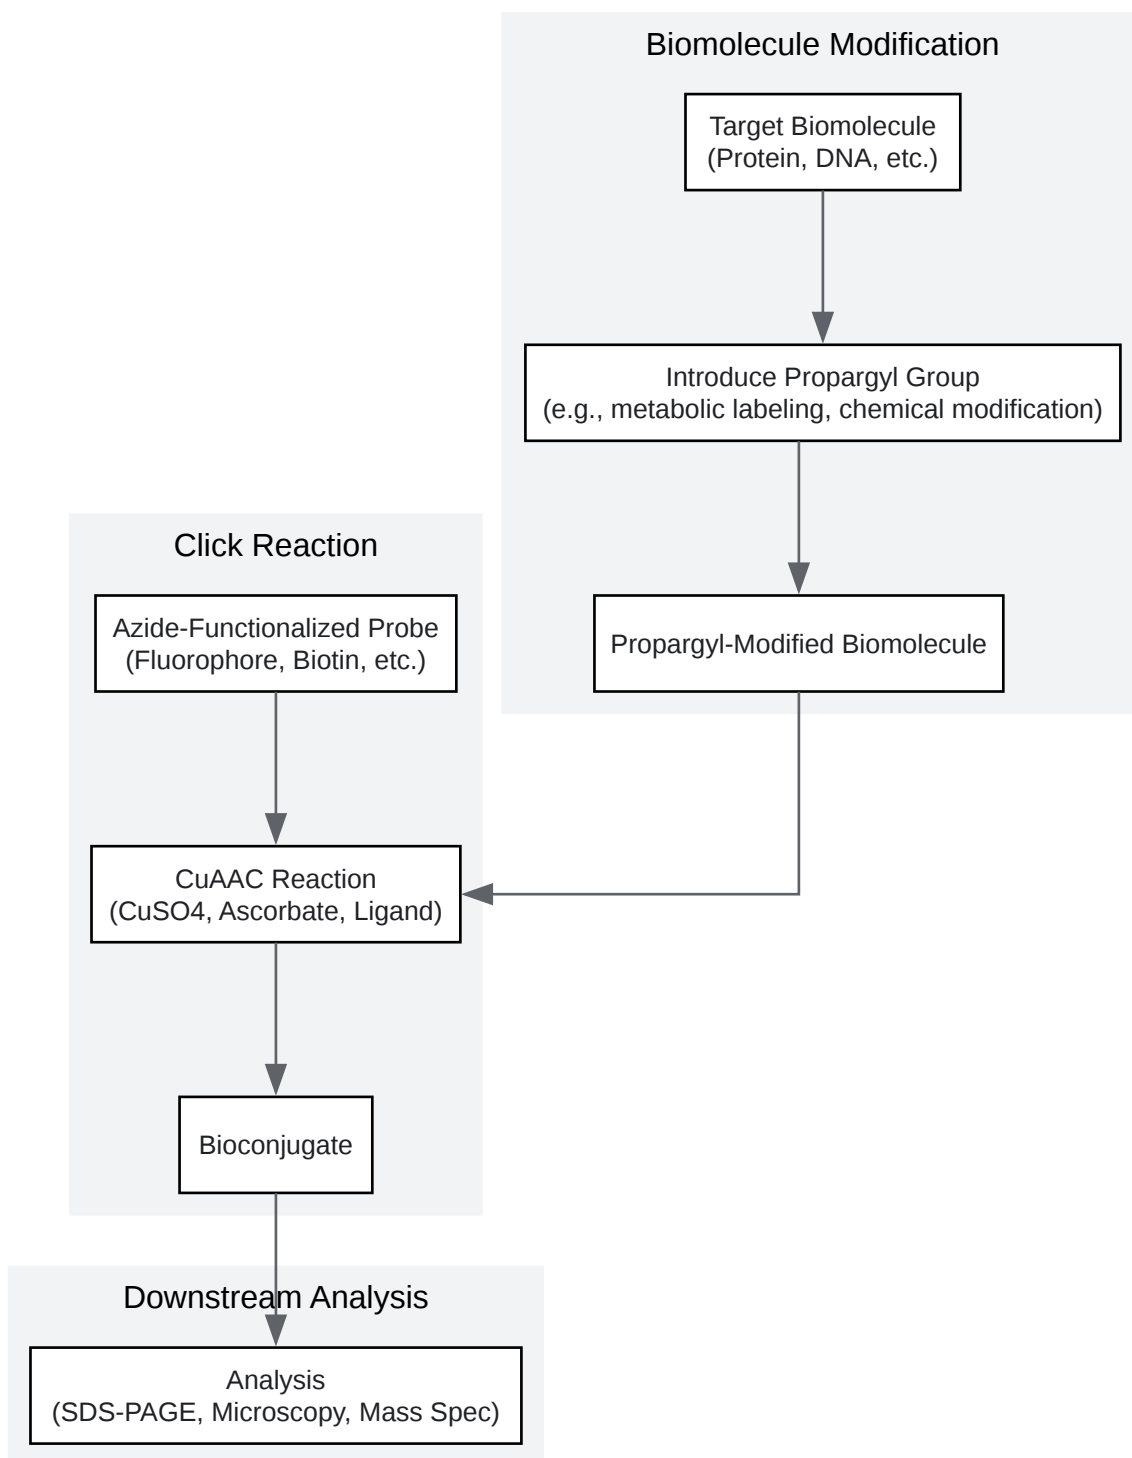 Biomolecule Modification
Target Biomolecule
(Protein, DNA, etc.)
Introduce Propargyl Group
(e.g., metabolic labeling, chemical modification)
Propargyl-Modified Biomolecule
Click Reaction
Azide-Functionalized Probe
(Fluorophore, Biotin, etc.)
CuAAC Reaction
(CuSO4, Ascorbate, Ligand)
Bioconjugate
Downstream Analysis
Analysis
(SDS-PAGE, Microscopy, Mass Spec)